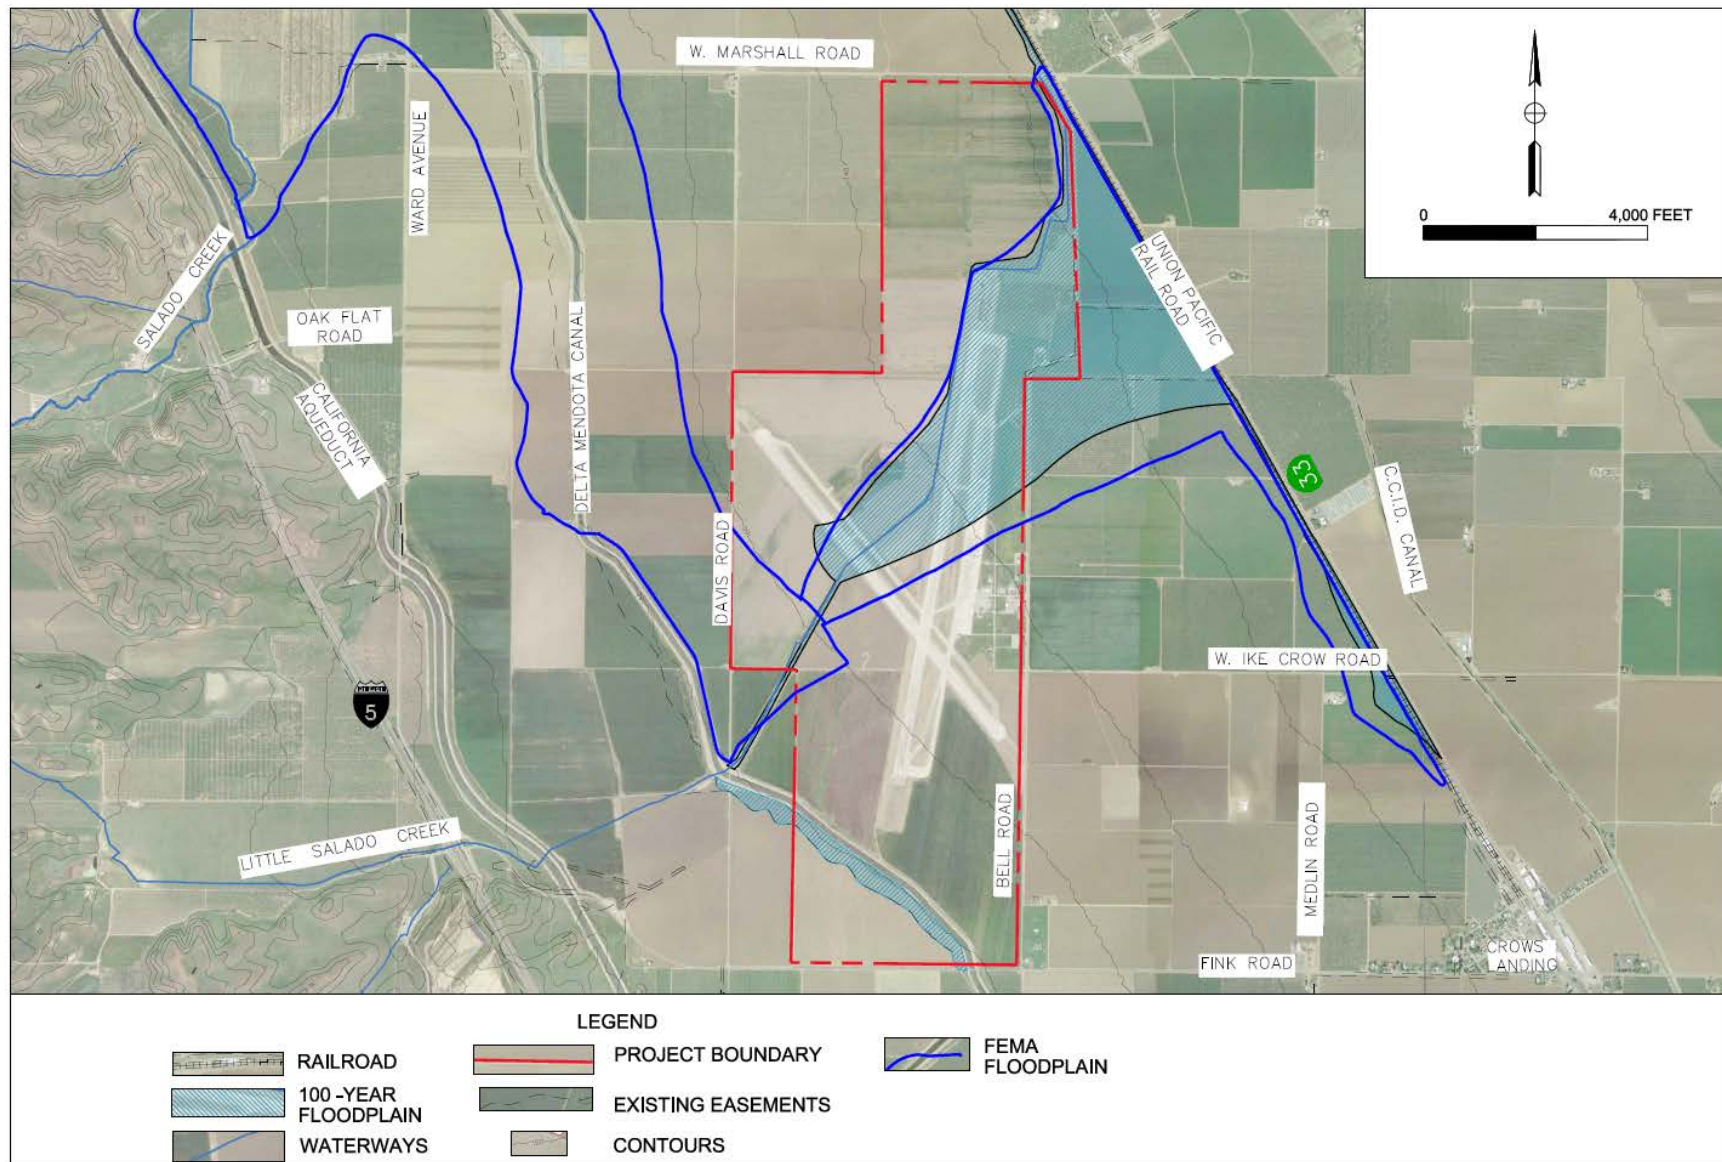 W. MARSHALL ROAD
WARD AVENUE
0 4,000 FEET
SALADO CREEK
OAK FLAT
ROAD
UNION PACIFIC
RAIL ROAD
CALIFORNIA
AQUEDUCT
DELTA MENDOTA CANAL
33
C.C.I.D. CANAL
DAVIS ROAD
W. IKE CROW ROAD
5
LITTLE SALADO CREEK
BELL ROAD
MEDLIN ROAD
FINK ROAD
CROWS
LANDING
LEGEND
RAILROAD
PROJECT BOUNDARY
FEMA
FLOODPLAIN
100 -YEAR
FLOODPLAIN
EXISTING EASEMENTS
WATERWAYS
CONTOURS